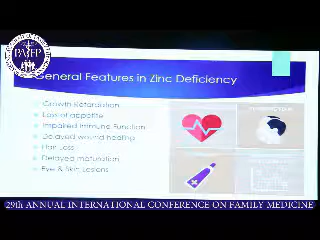 PAFP
General Features in Zinc Deficiency
Growth Retardation
Loss of appetite
Impaired Immune Function
Delayed wound healing
Hair Loss
Delayed maturation
Eye & Skin Lesions
29th ANNUAL INTERNATIONAL CONFERENCE ON FAMILY MEDICINE